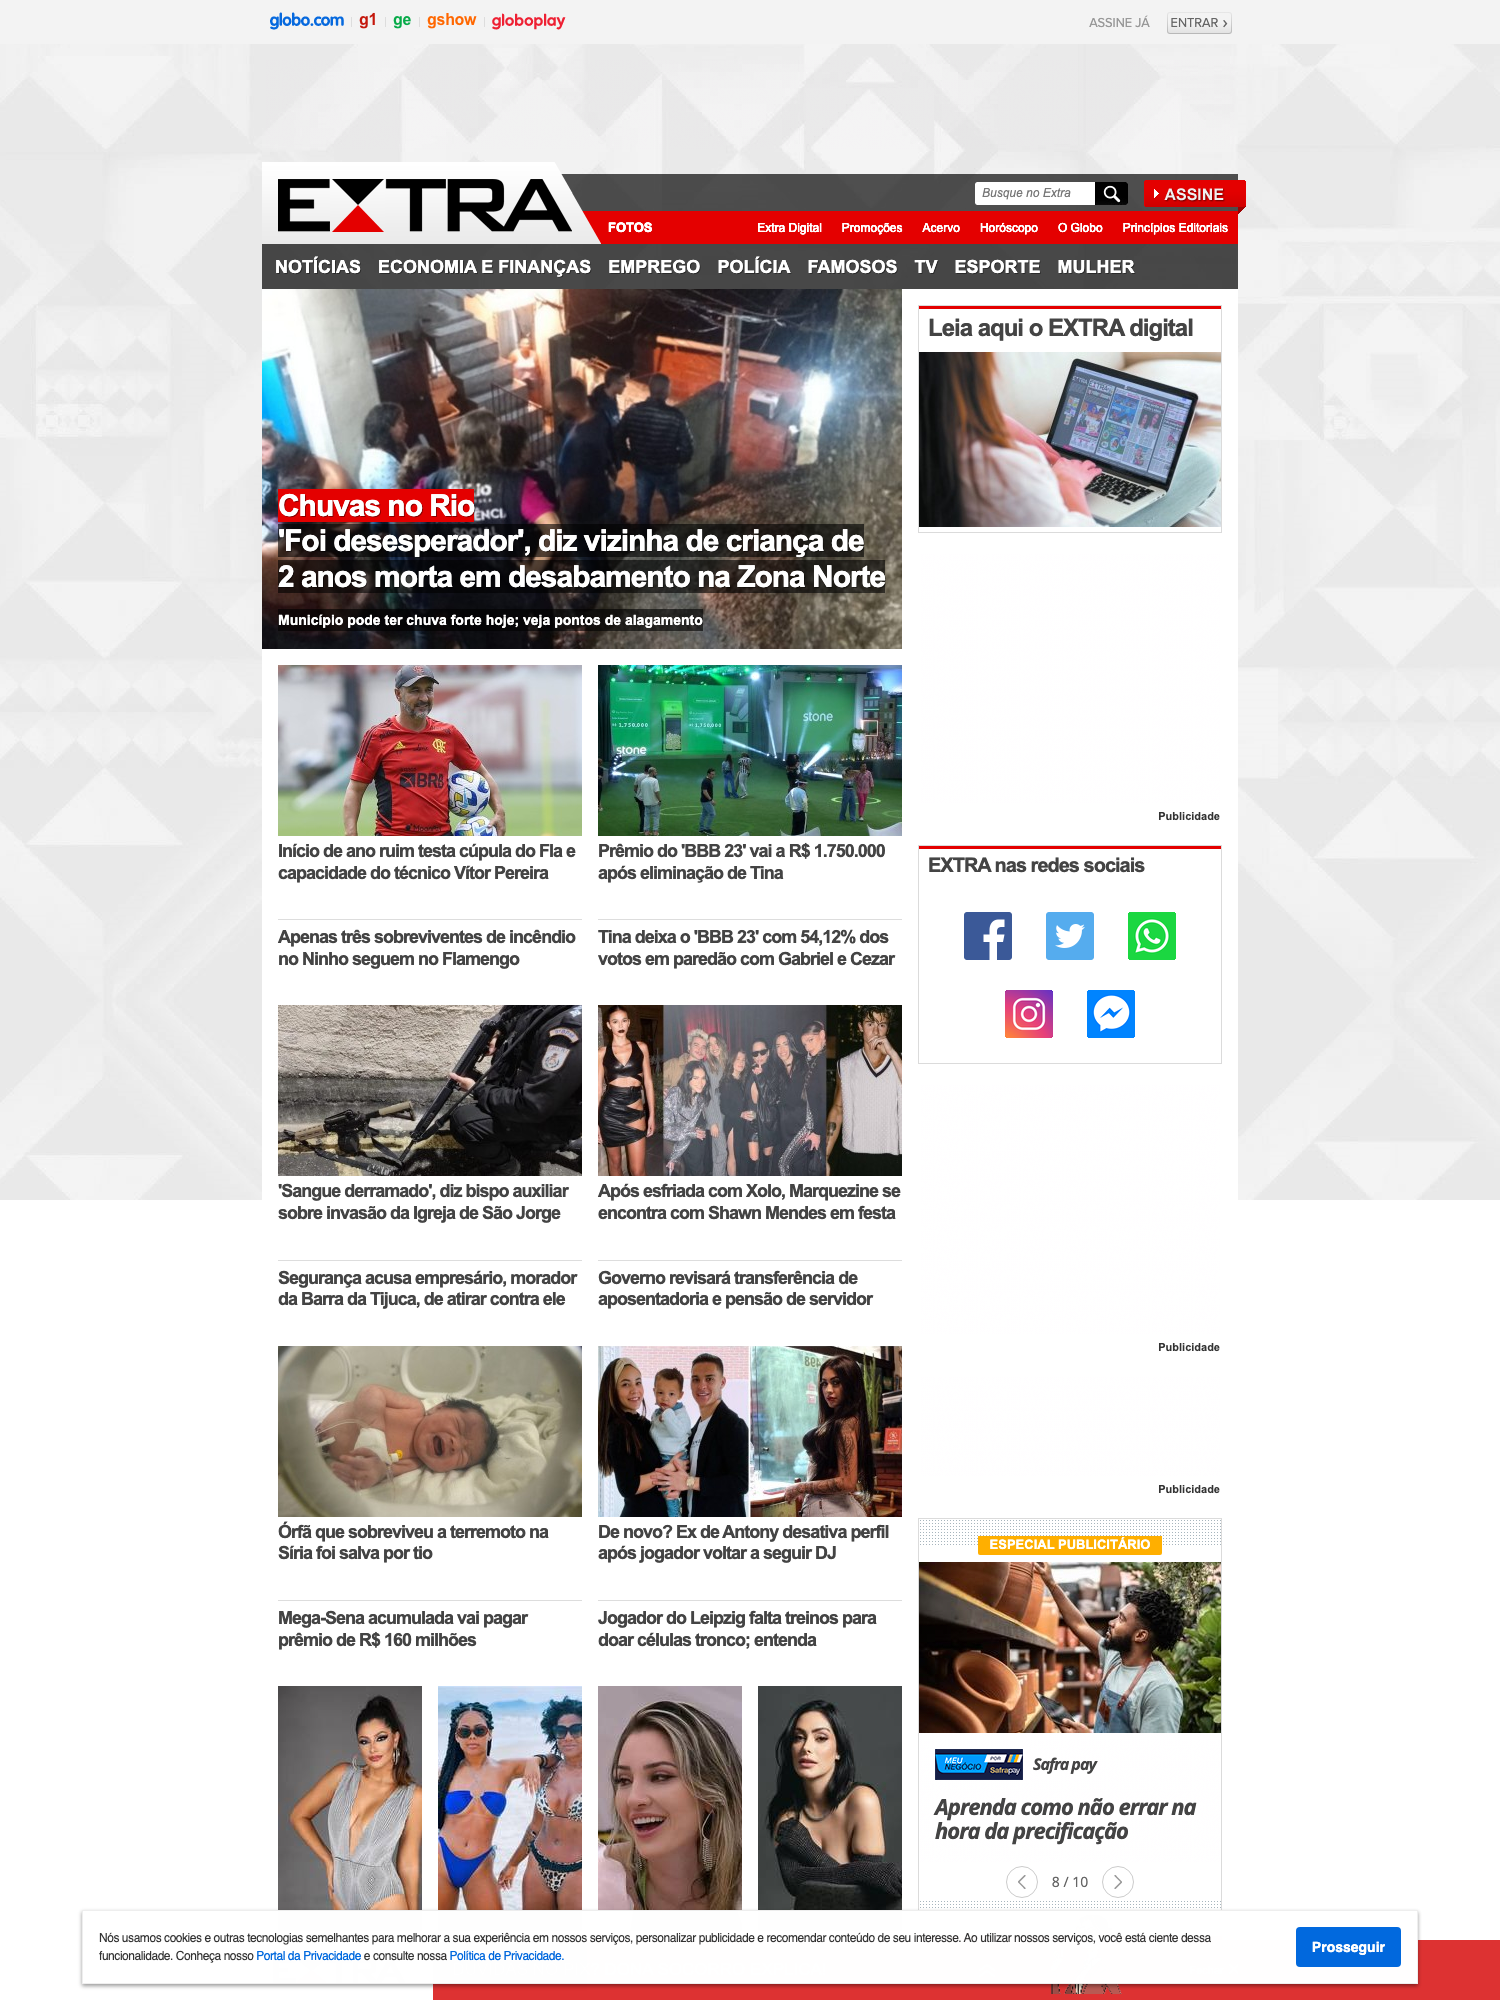 globo.com
g1
ge
gshow
globoplay
ASSINE JÁ
ENTRAR ›
EXTRA
Busque no Extra
ASSINE
FOTOS
Extra Digital
Promoções
Acervo
Horóscopo
O Globo
Princípios Editoriais
NOTÍCIAS
ECONOMIA E FINANÇAS
EMPREGO
POLÍCIA
FAMOSOS
TV
ESPORTE
MULHER
Chuvas no Rio
'Foi desesperador', diz vizinha de criança de
2 anos morta em desabamento na Zona Norte
Município pode ter chuva forte hoje; veja pontos de alagamento
Leia aqui o EXTRA digital
Publicidade
EXTRA nas redes sociais
BRB
1,750,000
1,750,000
stone
stone
Início de ano ruim testa cúpula do Fla e
capacidade do técnico Vítor Pereira
Prêmio do 'BBB 23' vai a R$ 1.750.000
após eliminação de Tina
Apenas três sobreviventes de incêndio
no Ninho seguem no Flamengo
Tina deixa o 'BBB 23' com 54,12% dos
votos em paredão com Gabriel e Cezar
'Sangue derramado', diz bispo auxiliar
sobre invasão da Igreja de São Jorge
Após esfriada com Xolo, Marquezine se
encontra com Shawn Mendes em festa
Segurança acusa empresário, morador
da Barra da Tijuca, de atirar contra ele
Governo revisará transferência de
aposentadoria e pensão de servidor
Publicidade
Órfã que sobreviveu a terremoto na
Síria foi salva por tio
De novo? Ex de Antony desativa perfil
após jogador voltar a seguir DJ
Mega-Sena acumulada vai pagar
prêmio de R$ 160 milhões
Jogador do Leipzig falta treinos para
doar células tronco; entenda
Publicidade
ESPECIAL PUBLICITÁRIO
MEU NEGÓCIO
POR
Safrapay
Safra pay
Aprenda como não errar na
hora da precificação
8 / 10
Nós usamos cookies e outras tecnologias semelhantes para melhorar a sua experiência em nossos serviços, personalizar publicidade e recomendar conteúdo de seu interesse. Ao utilizar nossos serviços, você está ciente dessa
funcionalidade. Conheça nosso Portal da Privacidade e consulte nossa Política de Privacidade.
Prosseguir